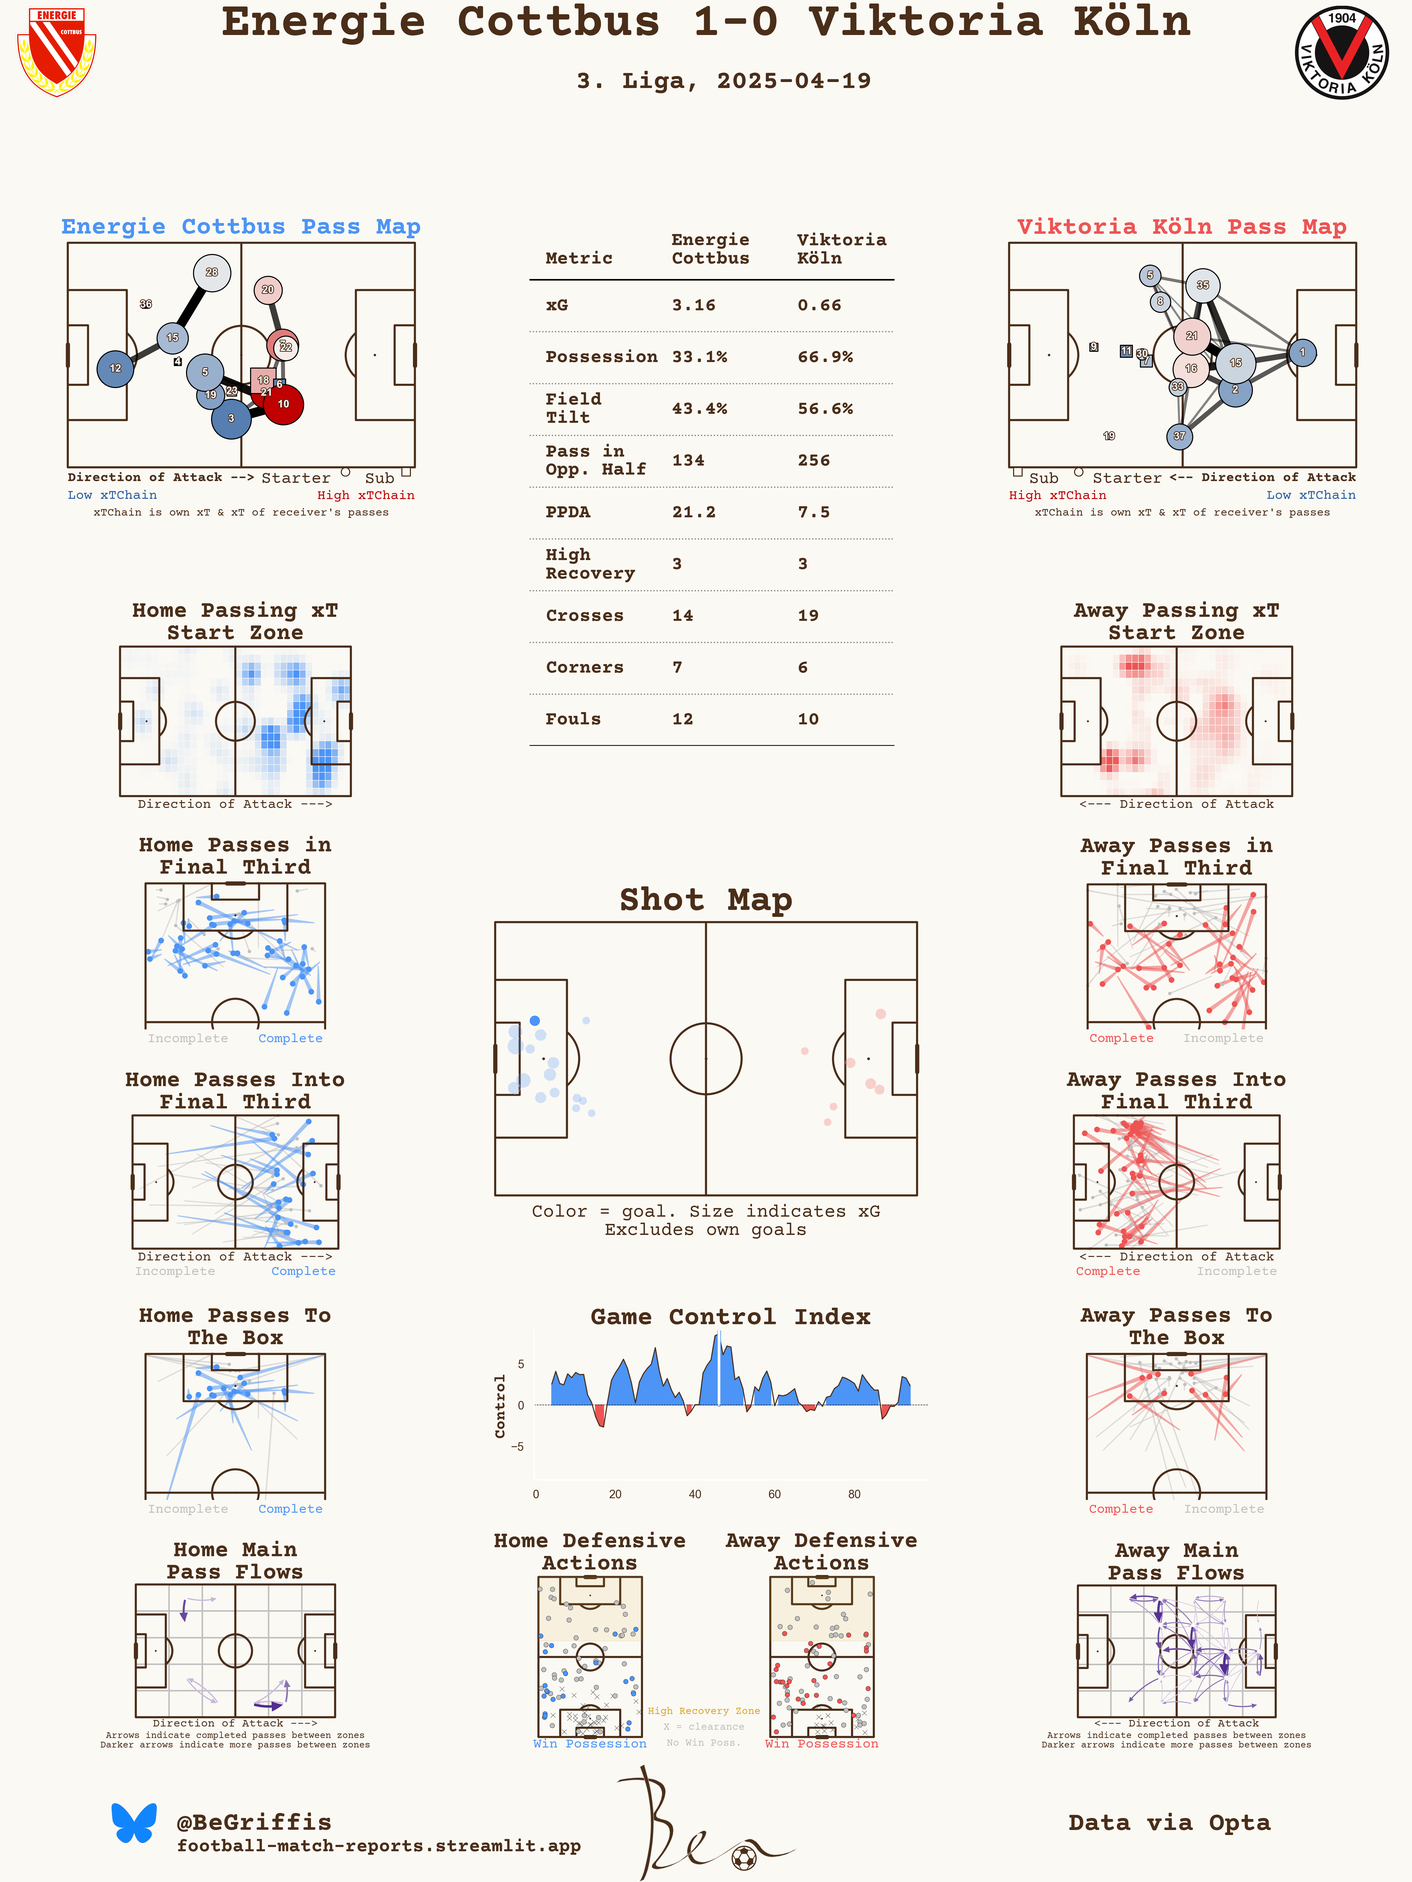 Energie Cottbus 1-0 Viktoria Köln
3. Liga, 2025-04-19
ENERGIE
COTTBUS
1904
VIKTORIA KÖLN
Energie Cottbus Pass Map
28
20
36
15
4
12
5
22
18
6
23
21
19
10
3
Direction of Attack --> Starter Sub
Low xTChain High xTChain
xTChain is own xT & xT of receiver's passes
Metric Energie Cottbus Viktoria Köln
xG 3.16 0.66
Possession 33.1% 66.9%
Field Tilt 43.4% 56.6%
Pass in Opp. Half 134 256
PPDA 21.2 7.5
High Recovery 3 3
Crosses 14 19
Corners 7 6
Fouls 12 10
Viktoria Köln Pass Map
5
35
8
21
9
11
30
7
15
1
16
33
2
19
37
Sub Starter <-- Direction of Attack
High xTChain Low xTChain
xTChain is own xT & xT of receiver's passes
Home Passing xT
Start Zone
Direction of Attack --->
Away Passing xT
Start Zone
<--- Direction of Attack
Home Passes in
Final Third
Incomplete Complete
Away Passes in
Final Third
Complete Incomplete
Shot Map
Color = goal. Size indicates xG
Excludes own goals
Home Passes Into
Final Third
Direction of Attack --->
Incomplete Complete
Away Passes Into
Final Third
<--- Direction of Attack
Complete Incomplete
Home Passes To
The Box
Incomplete Complete
Game Control Index
Control
5
0
−5
0 20 40 60 80
Away Passes To
The Box
Complete Incomplete
Home Main
Pass Flows
Direction of Attack --->
Arrows indicate completed passes between zones
Darker arrows indicate more passes between zones
Home Defensive
Actions
Win Possession
Away Defensive
Actions
Win Possession
High Recovery Zone
X = clearance
No Win Poss.
Away Main
Pass Flows
<--- Direction of Attack
Arrows indicate completed passes between zones
Darker arrows indicate more passes between zones
@BeGriffis
football-match-reports.streamlit.app
Ben
Data via Opta